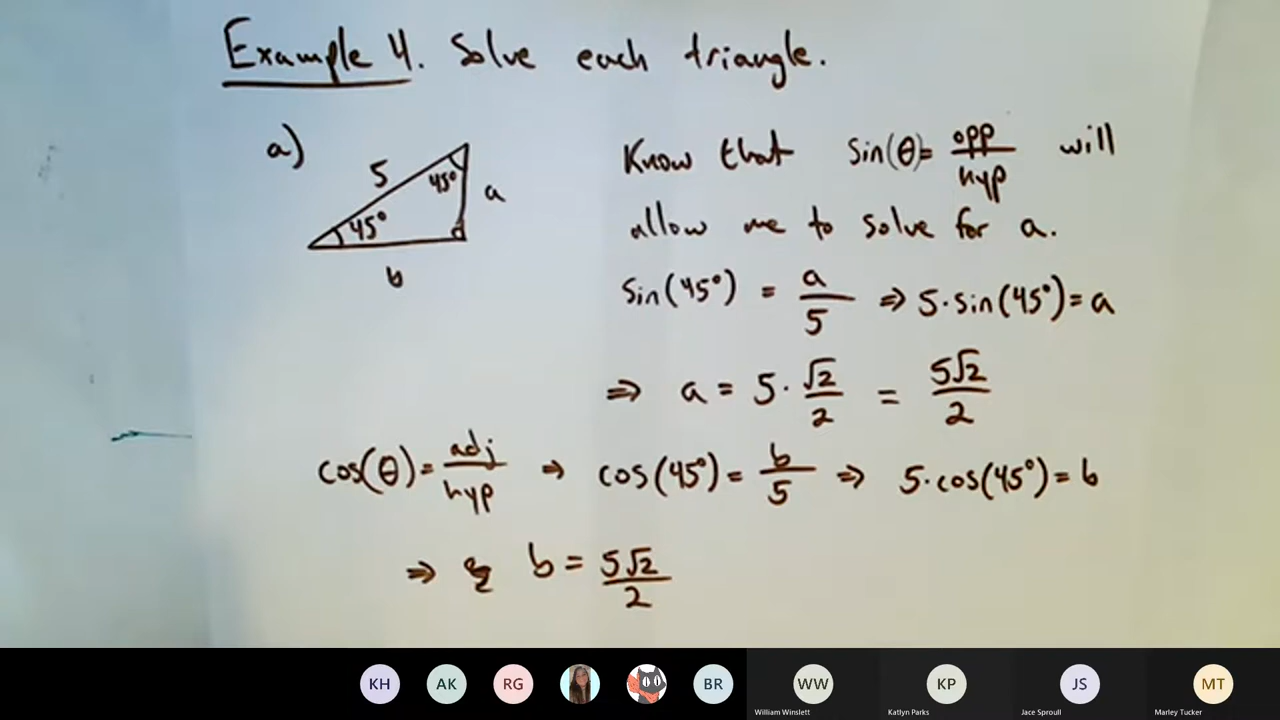 Example 4. Solve each triangle.
a)
5
45°
45°
a
b
Know that sin(θ)= opp/hyp will
allow me to solve for a.
sin(45°) = a/5 ⇒ 5·sin(45°)=a
⇒ a = 5·√2/2 = 5√2/2
cos(θ)= adj/hyp ⇒ cos(45°)= b/5 ⇒ 5·cos(45°)=b
⇒ b = 5√2/2
KH
AK
RG
BR
WW
KP
JS
MT
William Winslett
Katlyn Parks
Jace Sproull
Marley Tucker